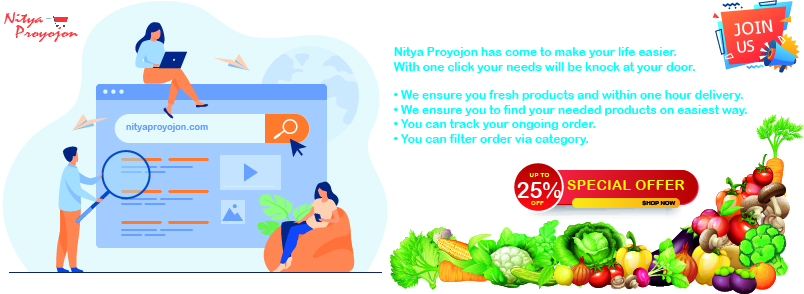 Nitya
Proyojon
JOIN
US
Nitya Proyojon has come to make your life easier.
With one click your needs will be knock at your door.
• We ensure you fresh products and within one hour delivery.
• We ensure you to find your needed products on easiest way.
• You can track your ongoing order.
• You can filter order via category.
nityaproyojon.com
UP TO
25%
OFF
SPECIAL OFFER
SHOP NOW